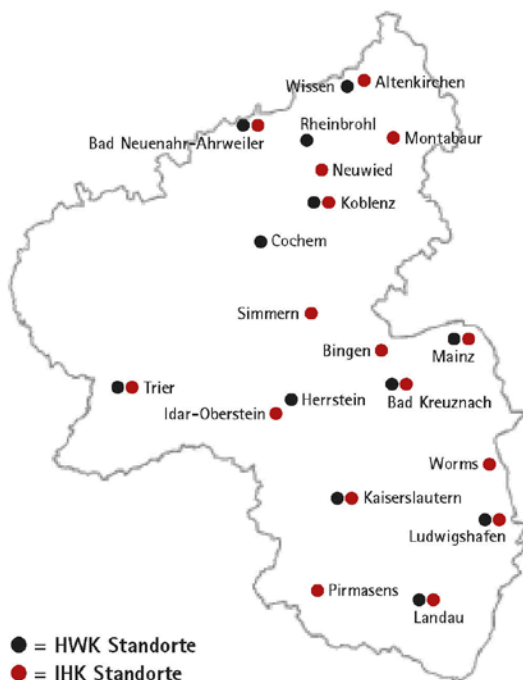 Altenkirchen
Wissen
Rheinbrohl
Montabaur
Bad Neuenahr-Ahrweiler
Neuwied
Koblenz
Cochem
Simmern
Bingen
Mainz
Trier
Herrstein
Bad Kreuznach
Idar-Oberstein
Worms
Kaiserslautern
Ludwigshafen
Pirmasens
Landau
= HWK Standorte
= IHK Standorte